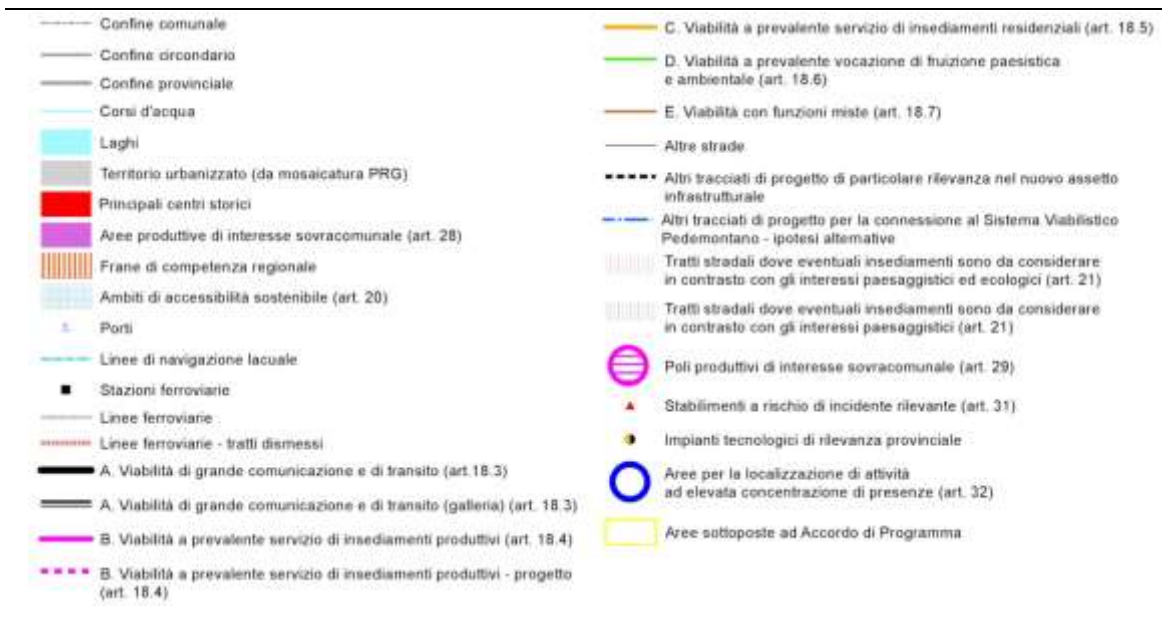 Confine comunale
Confine circondario
Confine provinciale
Corsi d'acqua
Laghi
Territorio urbanizzato (da mosaicatura PRG)
Principali centri storici
Aree produttive di interesse sovracomunale (art. 28)
Frane di competenza regionale
Ambiti di accessibilità sostenibile (art. 20)
Porti
Linee di navigazione lacuale
Stazioni ferroviarie
Linee ferroviarie
Linee ferroviarie - tratti dismessi
A. Viabilità di grande comunicazione e di transito (art.18.3)
A. Viabilità di grande comunicazione e di transito (galleria) (art. 18.3)
B. Viabilità a prevalente servizio di insediamenti produttivi (art. 18.4)
B. Viabilità a prevalente servizio di insediamenti produttivi - progetto
(art. 18.4)
C. Viabilità a prevalente servizio di insediamenti residenziali (art. 18.5)
D. Viabilità a prevalente vocazione di fruizione paesistica
e ambientale (art. 18.6)
E. Viabilità con funzioni miste (art. 18.7)
Altre strade
Altri tracciati di progetto di particolare rilevanza nel nuovo assetto
infrastrutturale
Altri tracciati di progetto per la connessione al Sistema Viabilistico
Pedemontano - ipotesi alternative
Tratti stradali dove eventuali insediamenti sono da considerare
in contrasto con gli interessi paesaggistici ed ecologici (art. 21)
Tratti stradali dove eventuali insediamenti sono da considerare
in contrasto con gli interessi paesaggistici (art. 21)
Poli produttivi di interesse sovracomunale (art. 29)
Stabilimenti a rischio di incidente rilevante (art. 31)
Impianti tecnologici di rilevanza provinciale
Aree per la localizzazione di attività
ad elevata concentrazione di presenze (art. 32)
Aree sottoposte ad Accordo di Programma